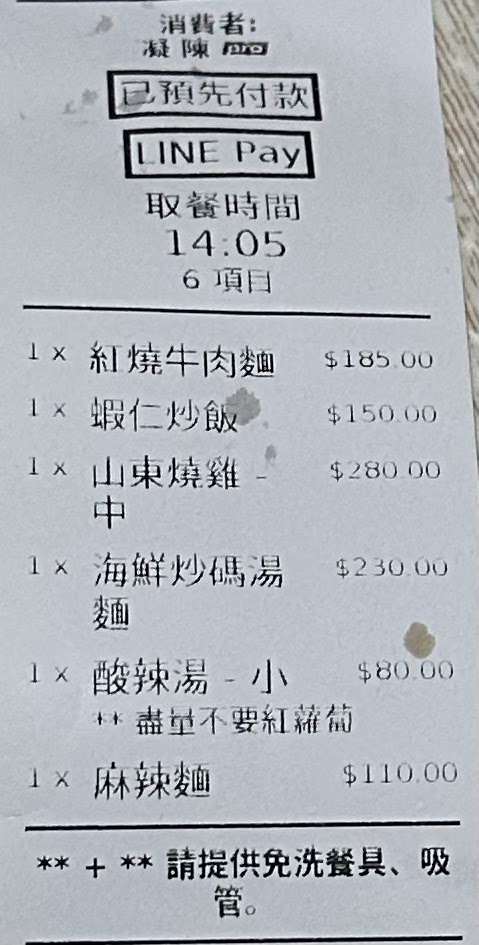 消費者:
凝 陳
已預先付款
LINE Pay
取餐時間
14:05
6 項目
1 x 紅燒牛肉麵 $185.00
1 x 蝦仁炒飯 $150.00
1 x 山東燒雞 - $280.00
中
1 x 海鮮炒碼湯 $230.00
麵
1 x 酸辣湯 - 小 $80.00
** 盡量不要紅蘿蔔
1 x 麻辣麵 $110.00
** + ** 請提供免洗餐具、吸
管。